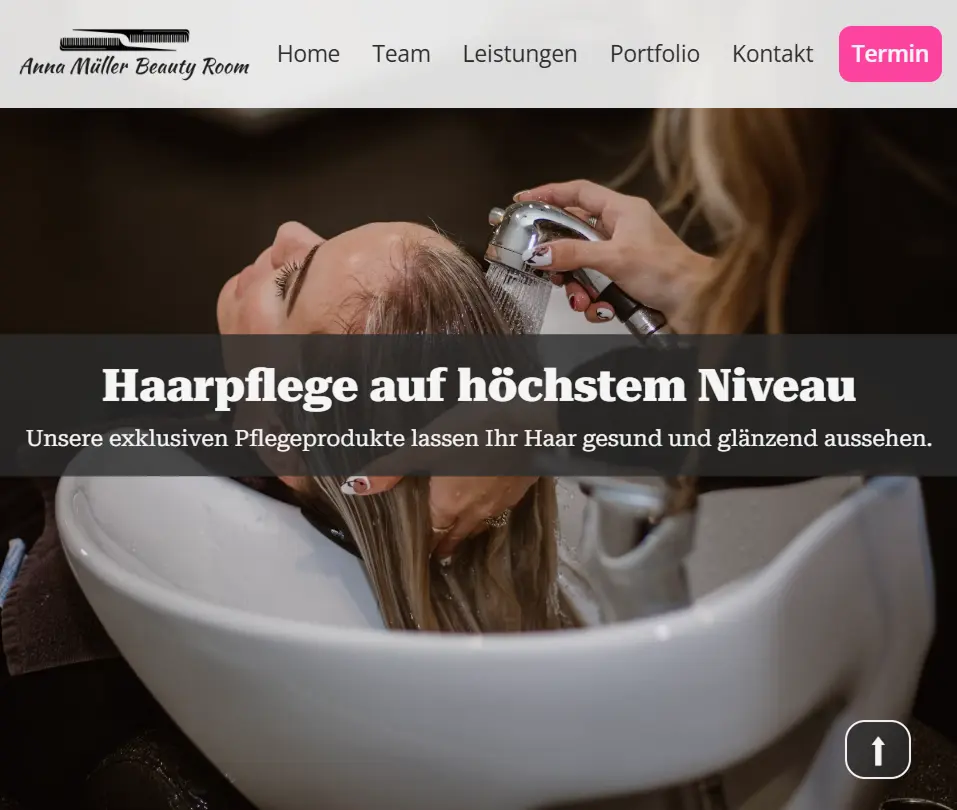 Anna Müller Beauty Room
Home Team Leistungen Portfolio Kontakt Termin
Haarpflege auf höchstem Niveau
Unsere exklusiven Pflegeprodukte lassen Ihr Haar gesund und glänzend aussehen.